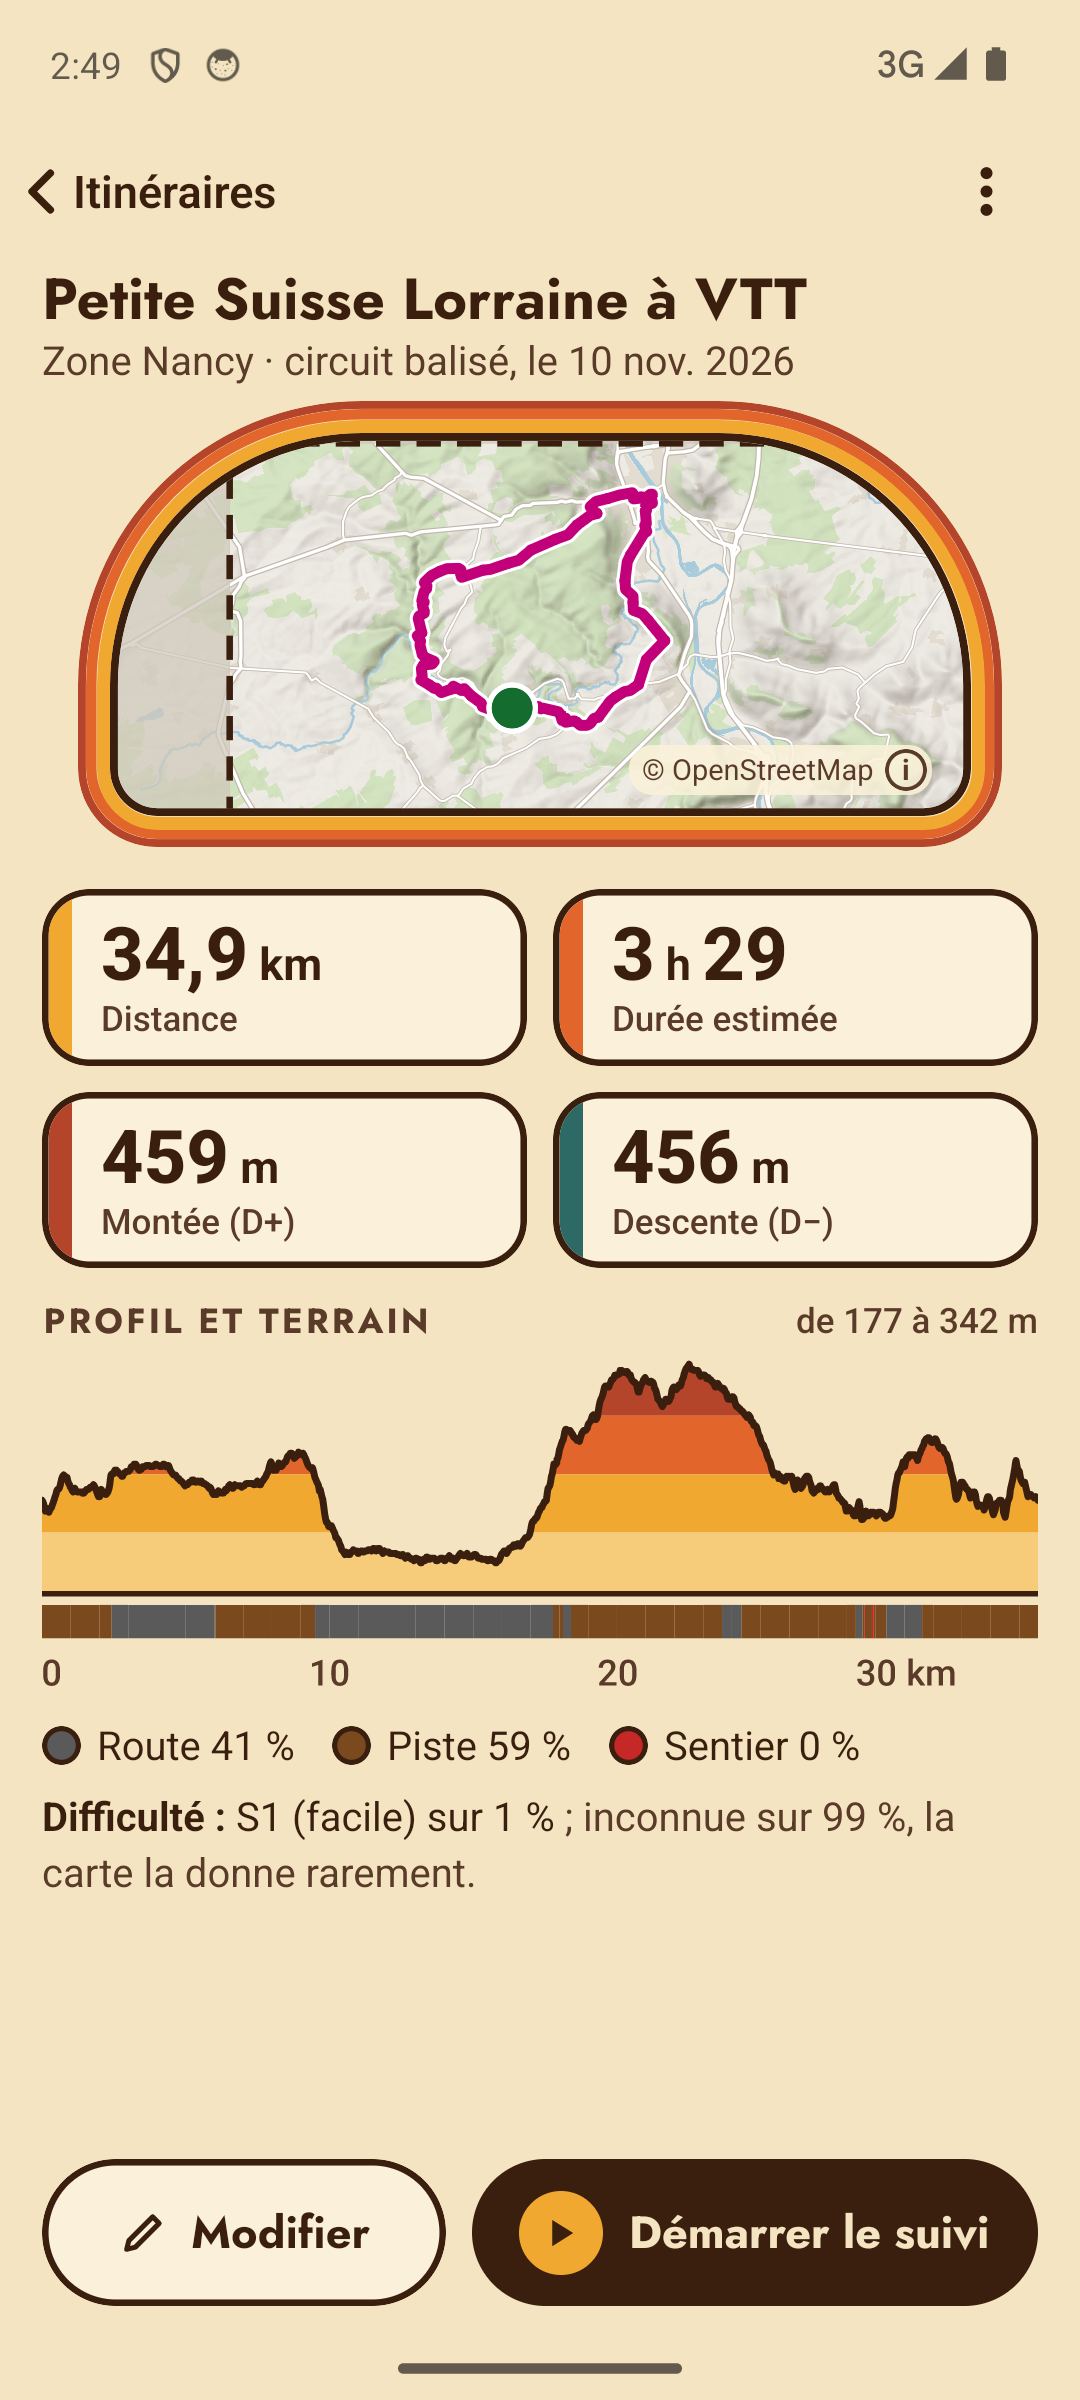 2:49
3G
Itinéraires
Petite Suisse Lorraine à VTT
Zone Nancy · circuit balisé, le 10 nov. 2026
© OpenStreetMap i
34,9 km
Distance
3 h 29
Durée estimée
459 m
Montée (D+)
456 m
Descente (D−)
PROFIL ET TERRAIN
de 177 à 342 m
0 10 20 30 km
Route 41 % Piste 59 % Sentier 0 %
Difficulté : S1 (facile) sur 1 % ; inconnue sur 99 %, la
carte la donne rarement.
Modifier
Démarrer le suivi